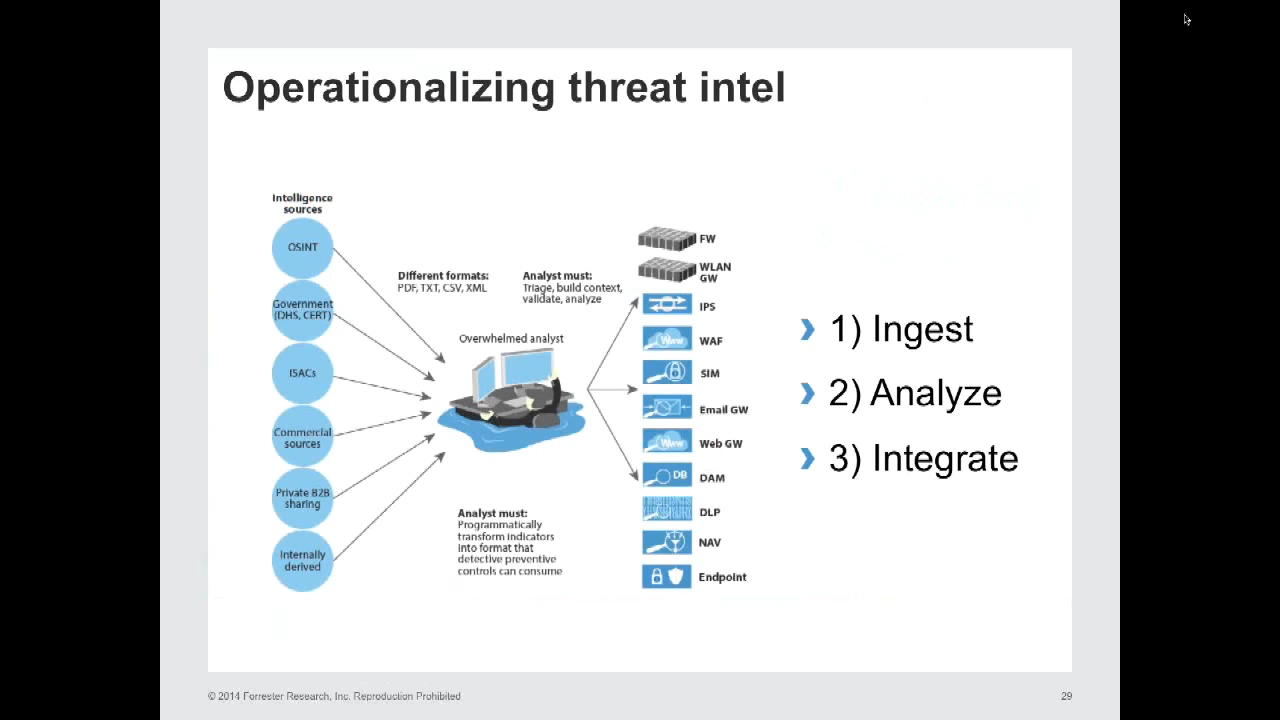 Operationalizing threat intel
Intelligence
sources
OSINT
Government
(DHS, CERT)
ISACs
Commercial
sources
Private B2B
sharing
Internally
derived
Different formats:
PDF, TXT, CSV, XML
Analyst must:
Triage, build context,
validate, analyze
Overwhelmed analyst
Analyst must:
Programmatically
transform indicators
into format that
detective preventive
controls can consume
FW
WLAN
GW
IPS
Www
WAF
SIM
Email GW
Www
Web GW
DB
DAM
DLP
NAV
Endpoint
› 1) Ingest
› 2) Analyze
› 3) Integrate
© 2014 Forrester Research, Inc. Reproduction Prohibited
29